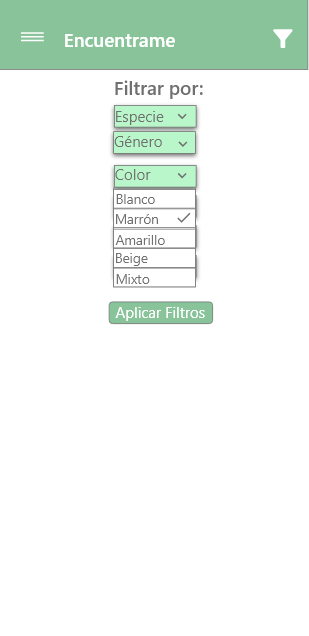 Encuentrame
Filtrar por:
Especie
Género
Color
Blanco
Marrón
Amarillo
Beige
Mixto
Aplicar Filtros